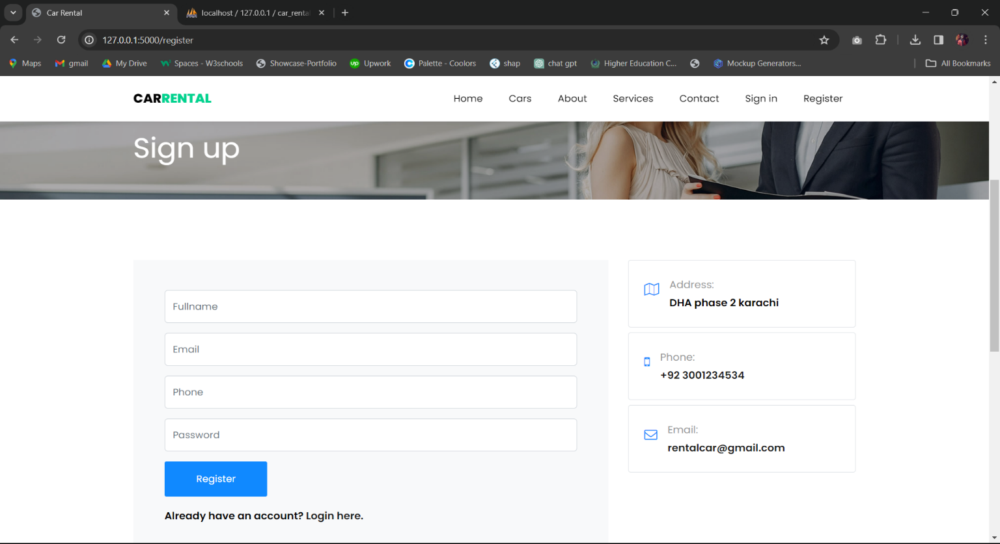 Car Rental
localhost / 127.0.0.1 / car_renta
127.0.0.1:5000/register
Maps gmail My Drive Spaces - W3schools Showcase-Portfolio Upwork Palette - Coolors shap chat gpt Higher Education C... Mockup Generators... All Bookmarks
CARRENTAL
Home Cars About Services Contact Sign in Register
Sign up
Fullname
Email
Phone
Password
Register
Already have an account? Login here.
Address:
DHA phase 2 karachi
Phone:
+92 3001234534
Email:
rentalcar@gmail.com